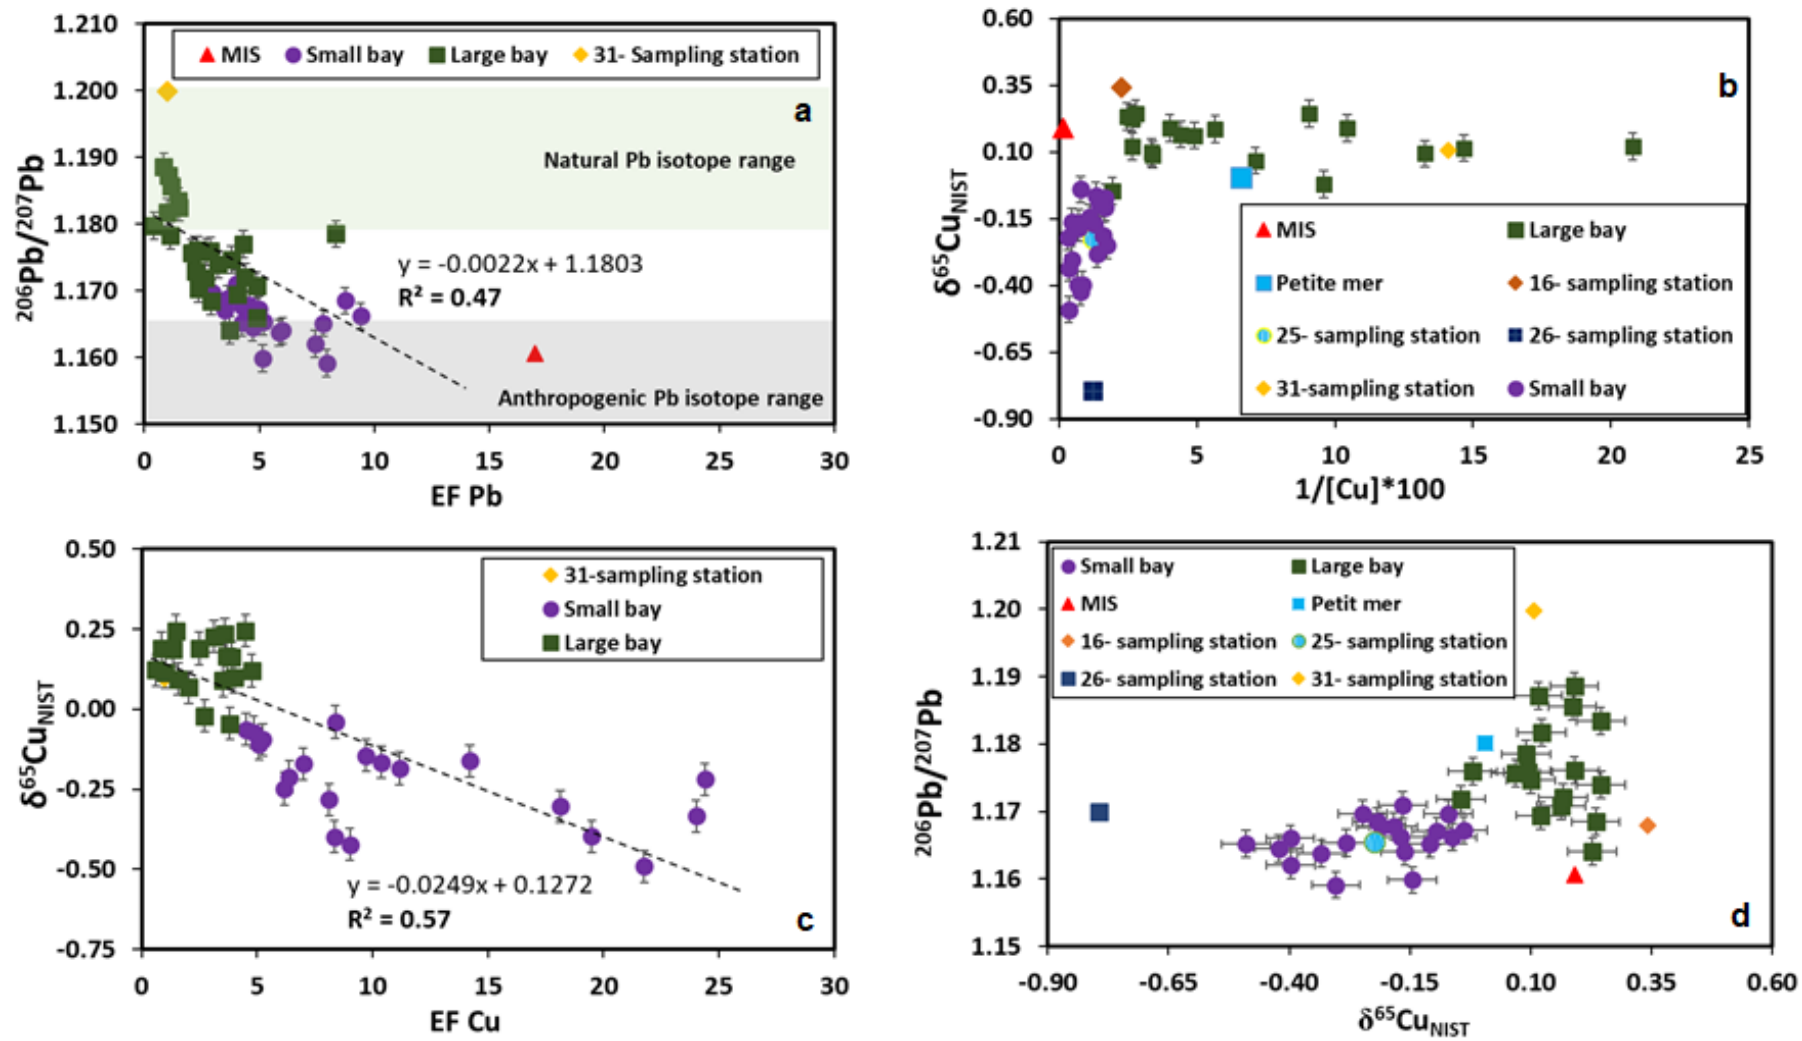 MIS Small bay Large bay 31- Sampling station
a
Natural Pb isotope range
y = -0.0022x + 1.1803
R² = 0.47
Anthropogenic Pb isotope range
1.210
1.200
1.190
1.180
1.170
1.160
1.150
²⁰⁶Pb/²⁰⁷Pb
0 5 10 15 20 25 30
EF Pb
b
0.60
0.35
0.10
-0.15
-0.40
-0.65
-0.90
δ⁶⁵Cu_NIST
MIS Large bay
Petite mer 16- sampling station
25- sampling station 26- sampling station
31-sampling station Small bay
0 5 10 15 20 25
1/[Cu]*100
0.50
0.25
0.00
-0.25
-0.50
-0.75
δ⁶⁵Cu_NIST
31-sampling station
Small bay
Large bay
y = -0.0249x + 0.1272
R² = 0.57
c
0 5 10 15 20 25 30
EF Cu
1.21
1.20
1.19
1.18
1.17
1.16
1.15
²⁰⁶Pb/²⁰⁷Pb
Small bay Large bay
MIS Petit mer
16- sampling station 25- sampling station
26- sampling station 31- sampling station
d
-0.90 -0.65 -0.40 -0.15 0.10 0.35 0.60
δ⁶⁵Cu_NIST